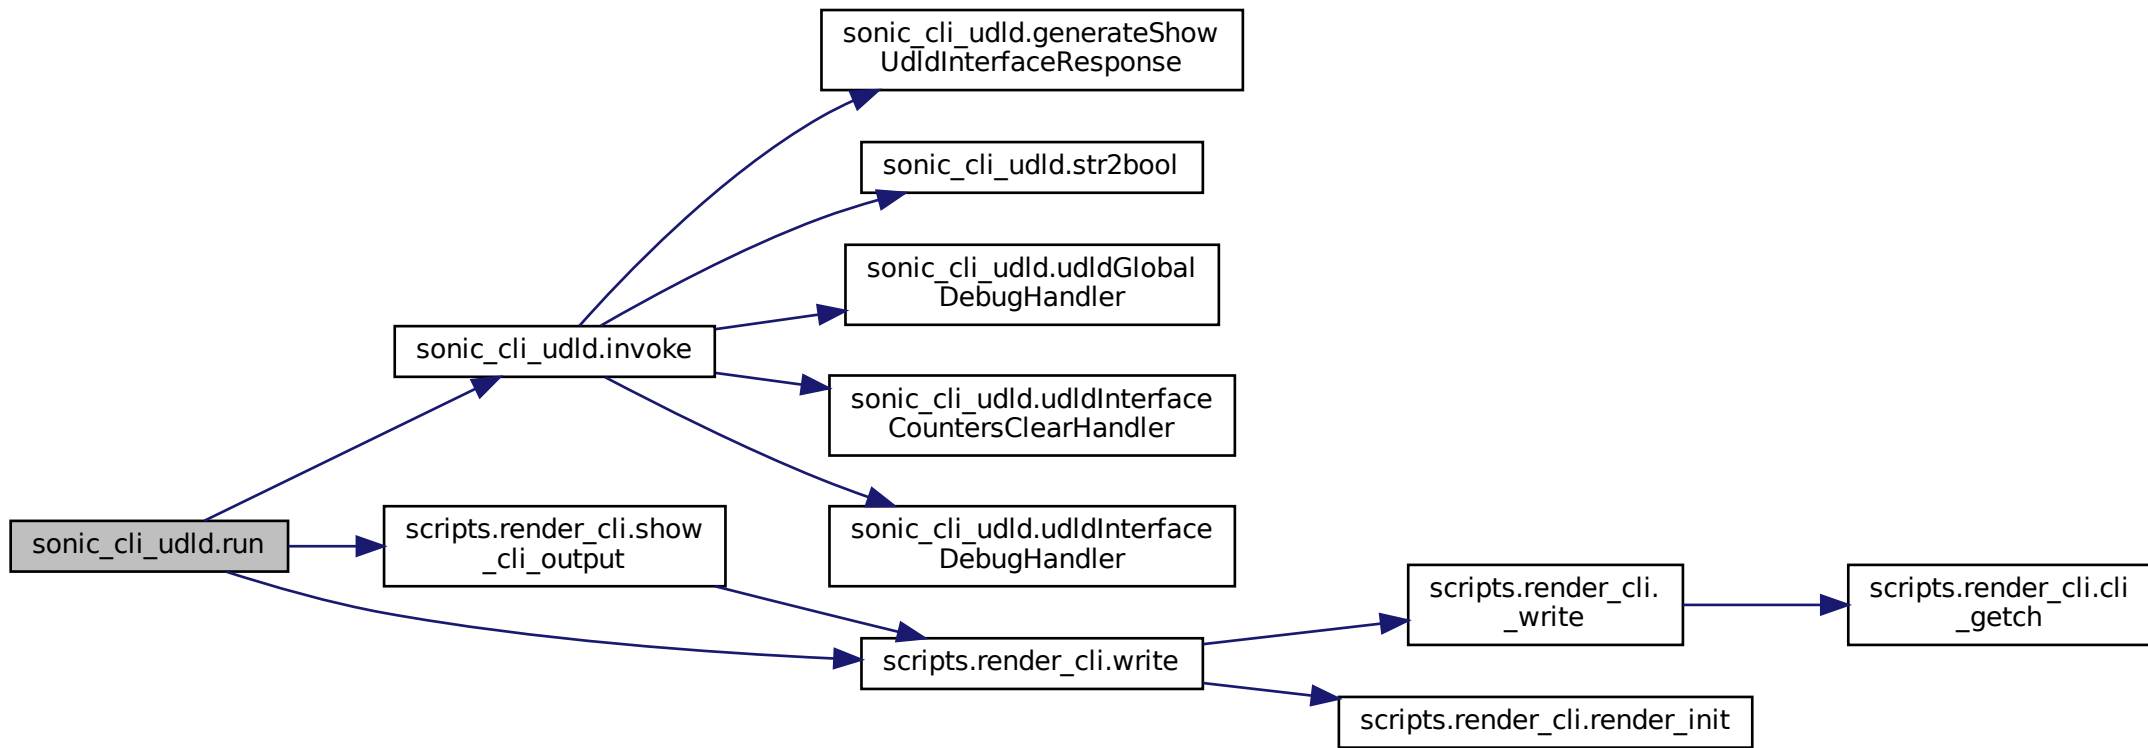 sonic_cli_udld.generateShow
UdldInterfaceResponse
sonic_cli_udld.str2bool
sonic_cli_udld.udldGlobal
DebugHandler
sonic_cli_udld.invoke
sonic_cli_udld.udldInterface
CountersClearHandler
sonic_cli_udld.run
scripts.render_cli.show
_cli_output
sonic_cli_udld.udldInterface
DebugHandler
scripts.render_cli.
_write
scripts.render_cli.cli
_getch
scripts.render_cli.write
scripts.render_cli.render_init